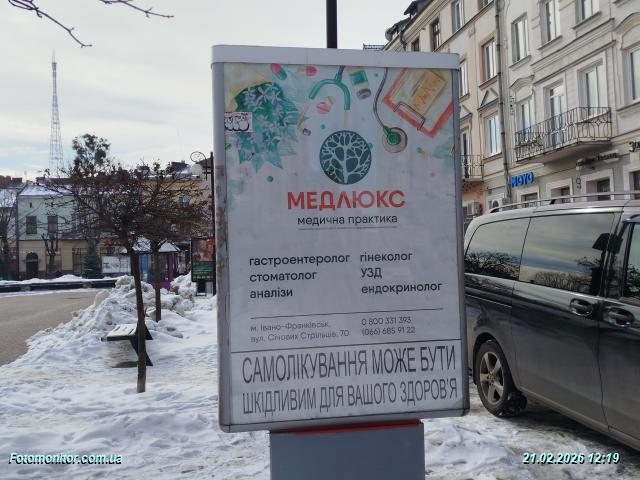 МЕДЛЮКС
медична практика
гастроентеролог гінеколог
стоматолог УЗД
аналізи ендокринолог
м. Івано-Франківськ, 0 800 331 393
вул. Січових Стрільців, 70 (066) 685 91 22
САМОЛІКУВАННЯ МОЖЕ БУТИ
ШКІДЛИВИМ ДЛЯ ВАШОГО ЗДОРОВ'Я
МОУО
Fotomonitor.com.ua
21.02.2026 12:19